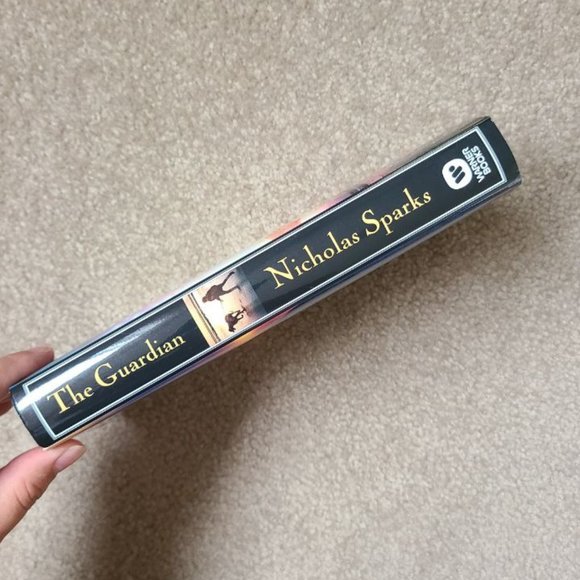 The Guardian
Nicholas Sparks
WARNER
BOOKS